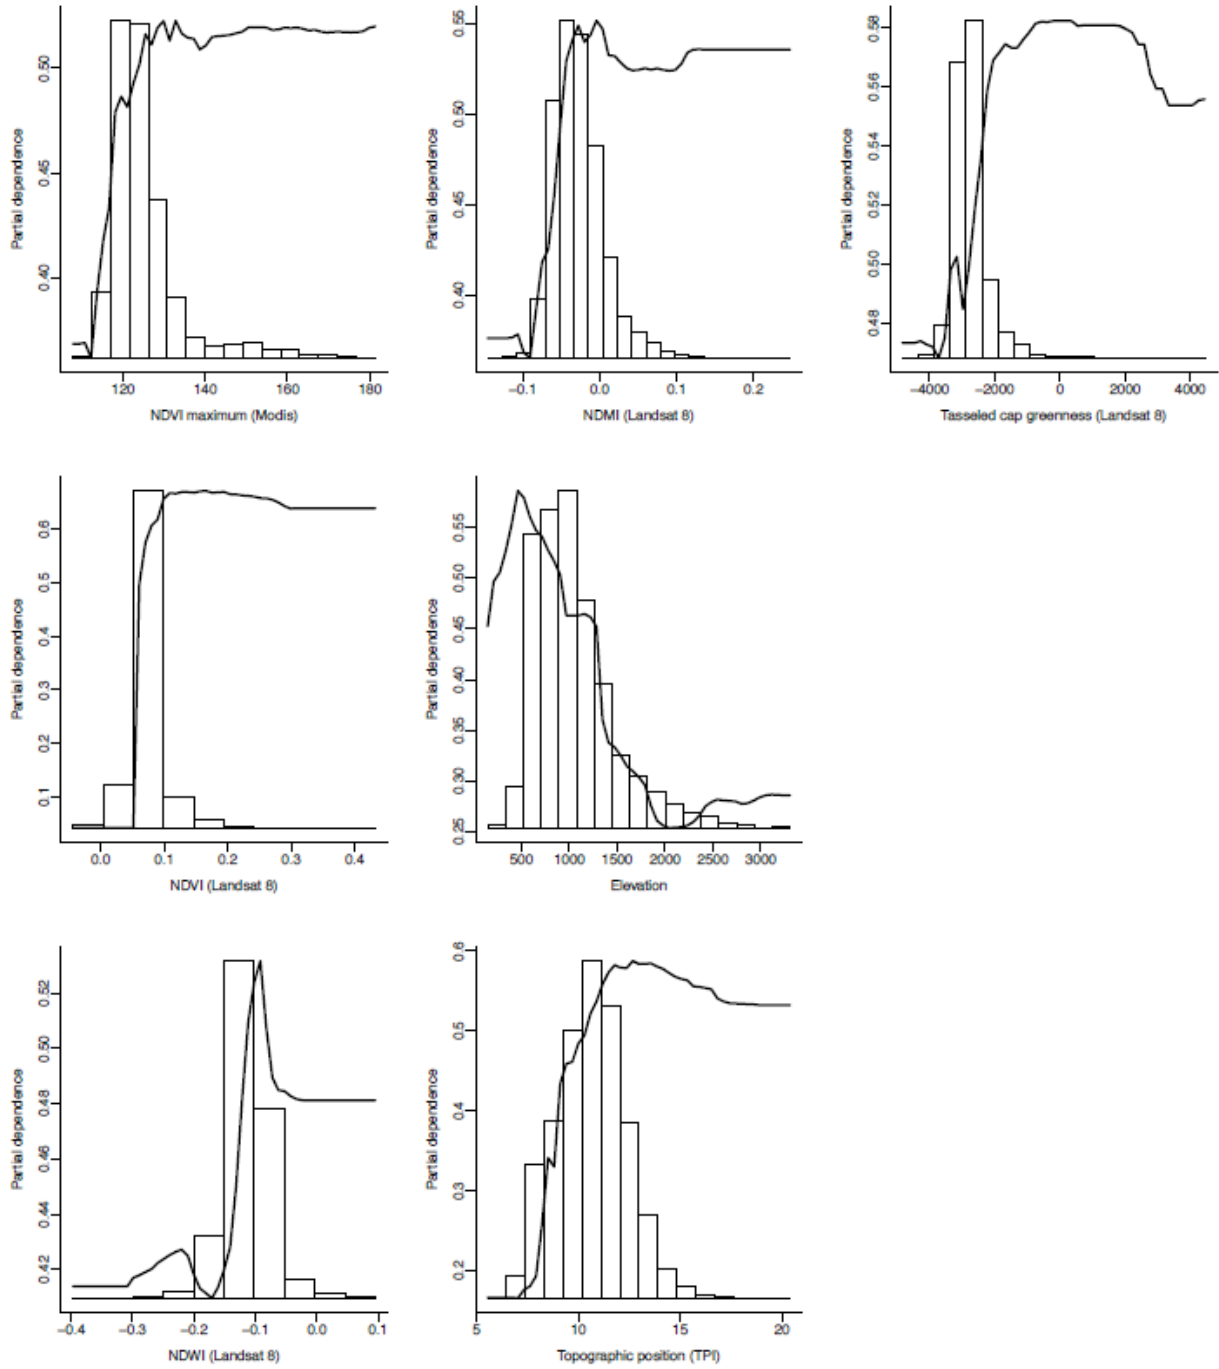 Partial dependence
0.40 0.45 0.50
120 140 160 180
NDVI maximum (Modis)
Partial dependence
0.40 0.45 0.50 0.55
−0.1 0.0 0.1 0.2
NDMI (Landsat 8)
Partial dependence
0.48 0.50 0.52 0.54 0.56 0.58
−4000 −2000 0 2000 4000
Tasseled cap greenness (Landsat 8)
Partial dependence
0.1 0.2 0.3 0.4 0.5 0.6
0.0 0.1 0.2 0.3 0.4
NDVI (Landsat 8)
Partial dependence
0.25 0.30 0.35 0.40 0.45 0.50 0.55
500 1000 1500 2000 2500 3000
Elevation
Partial dependence
0.42 0.44 0.46 0.48 0.50 0.52
−0.4 −0.3 −0.2 −0.1 0.0 0.1
NDWI (Landsat 8)
Partial dependence
0.2 0.3 0.4 0.5 0.6
5 10 15 20
Topographic position (TPI)